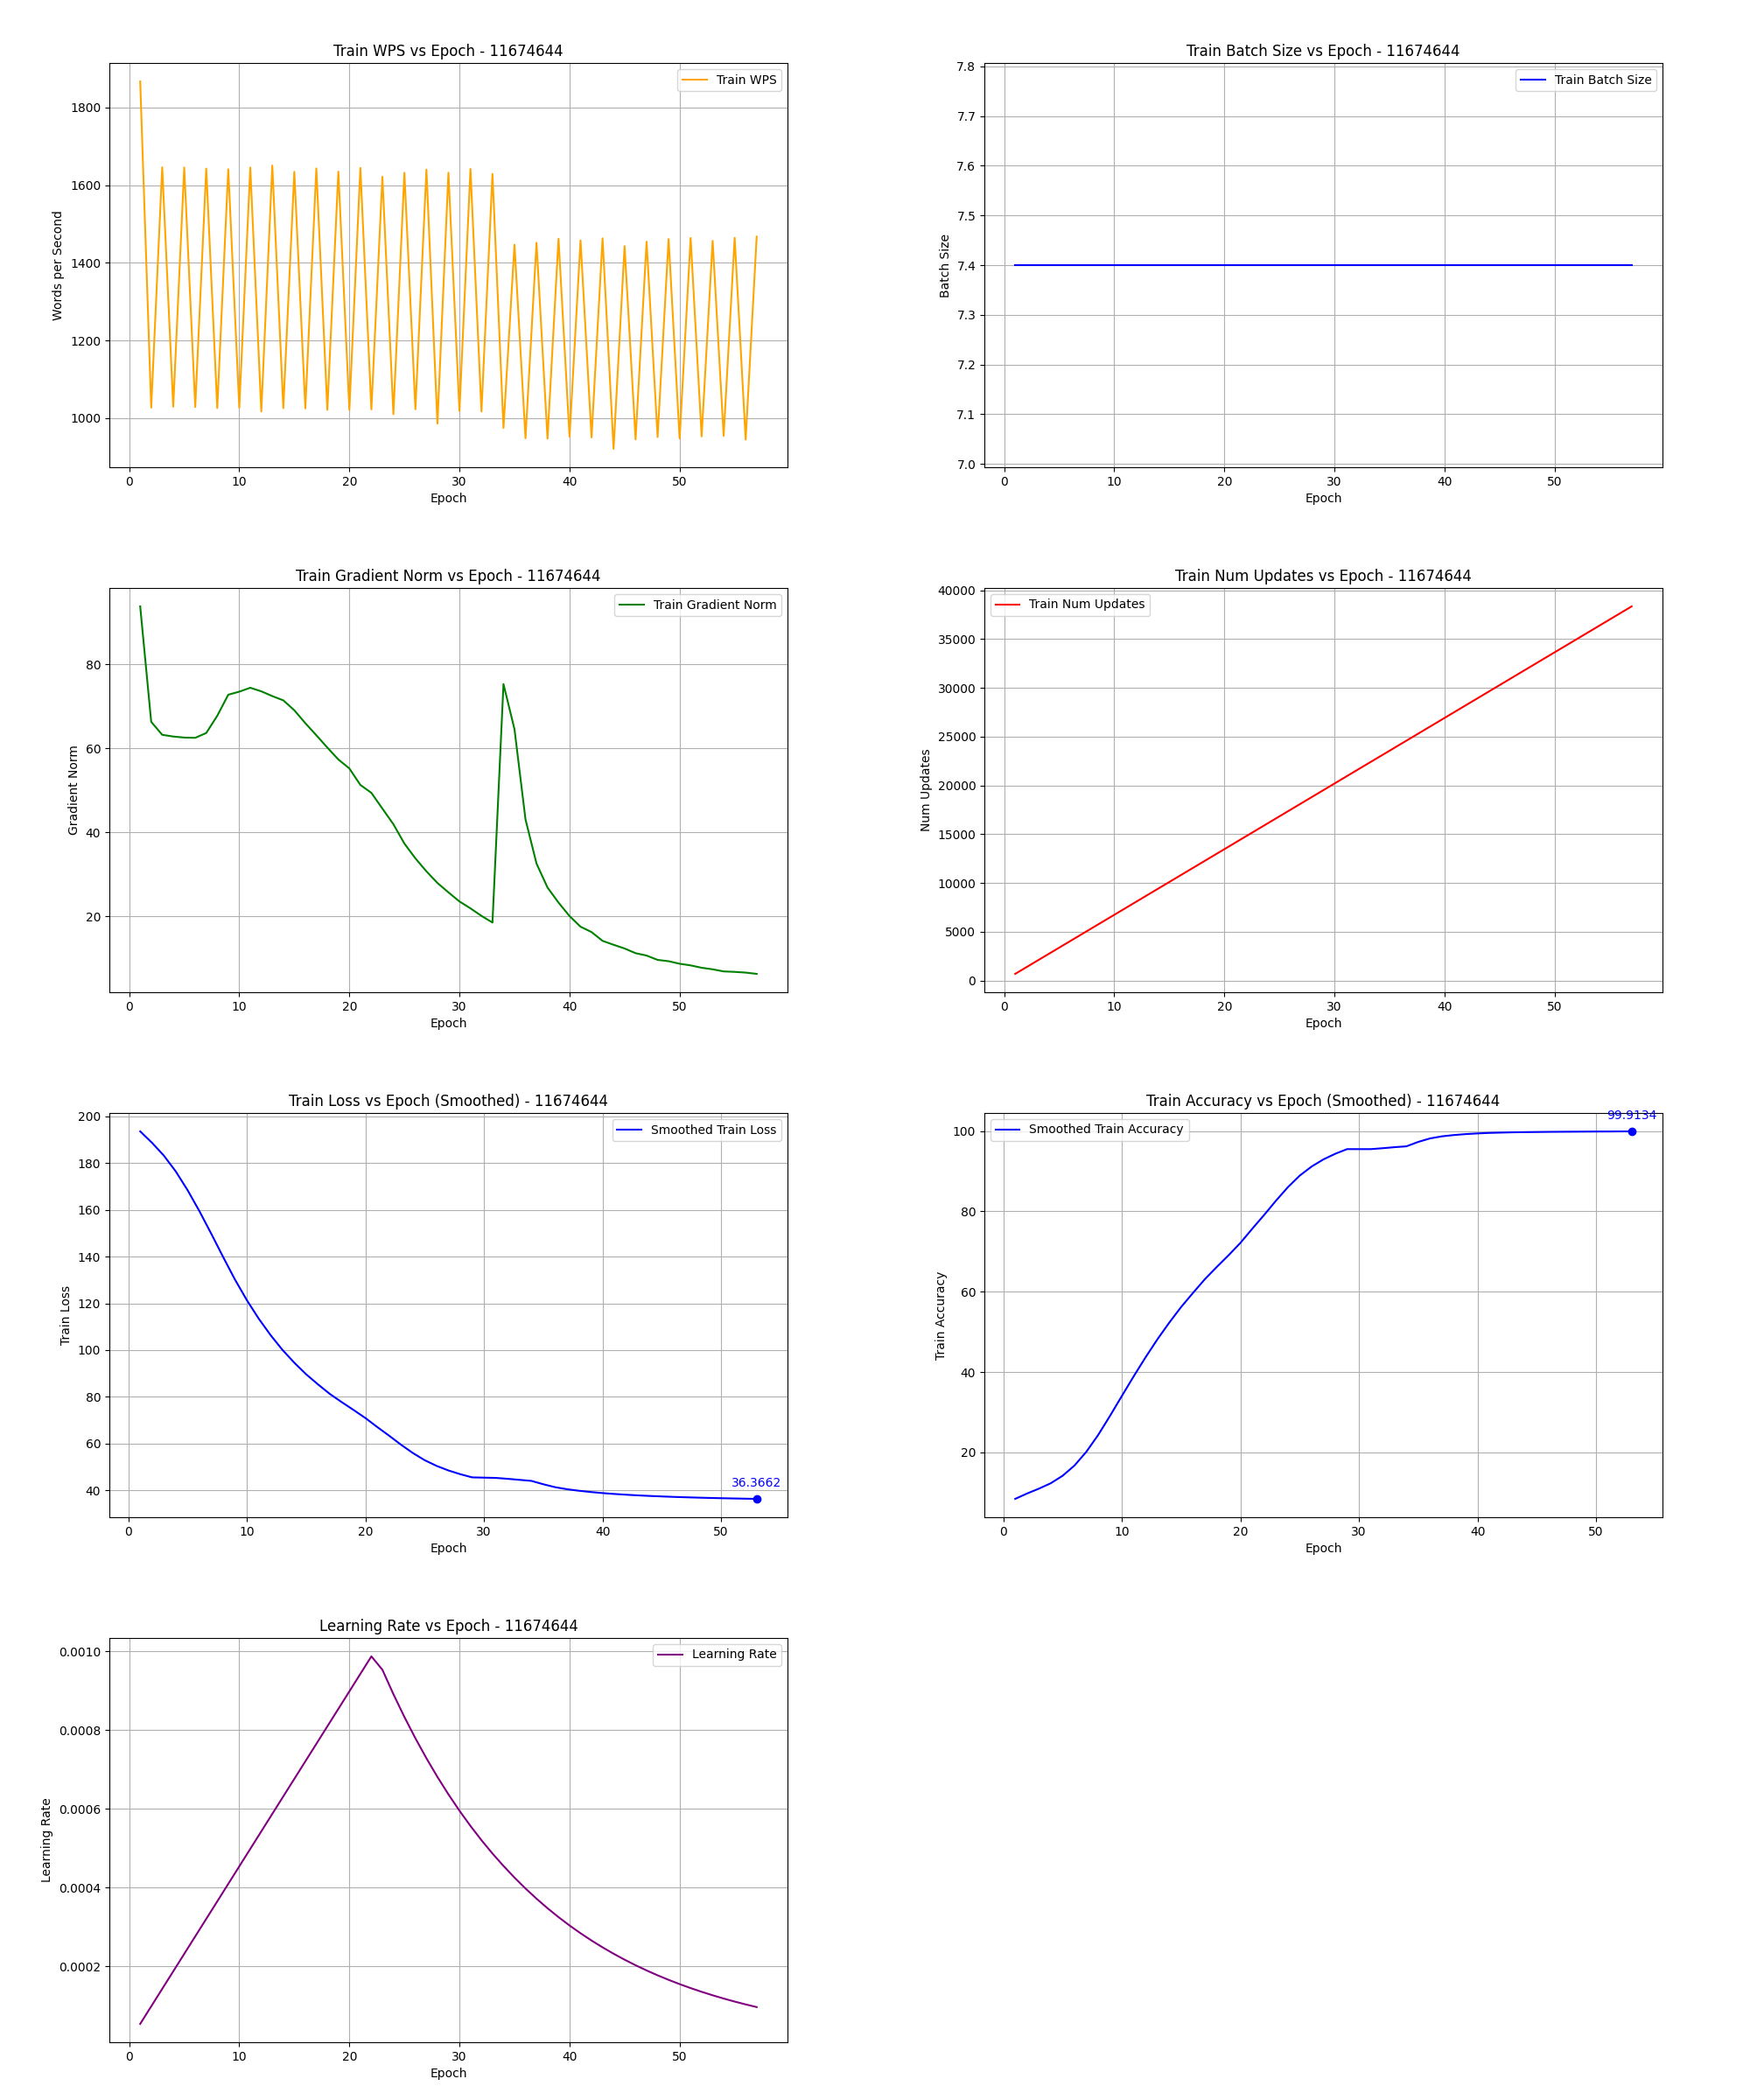 Train WPS vs Epoch - 11674644
Train WPS
1800
1600
1400
1200
1000
Words per Second
0 10 20 30 40 50
Epoch
Train Batch Size vs Epoch - 11674644
Train Batch Size
7.8
7.7
7.6
7.5
7.4
7.3
7.2
7.1
7.0
Batch Size
0 10 20 30 40 50
Epoch
Train Gradient Norm vs Epoch - 11674644
Train Gradient Norm
80
60
40
20
Gradient Norm
0 10 20 30 40 50
Epoch
Train Num Updates vs Epoch - 11674644
Train Num Updates
40000
35000
30000
25000
20000
15000
10000
5000
0
Num Updates
0 10 20 30 40 50
Epoch
Train Loss vs Epoch (Smoothed) - 11674644
Smoothed Train Loss
200
180
160
140
120
100
80
60
40
Train Loss
36.3662
0 10 20 30 40 50
Epoch
Train Accuracy vs Epoch (Smoothed) - 11674644
99.9134
Smoothed Train Accuracy
100
80
60
40
20
Train Accuracy
0 10 20 30 40 50
Epoch
Learning Rate vs Epoch - 11674644
Learning Rate
0.0010
0.0008
0.0006
0.0004
0.0002
Learning Rate
0 10 20 30 40 50
Epoch